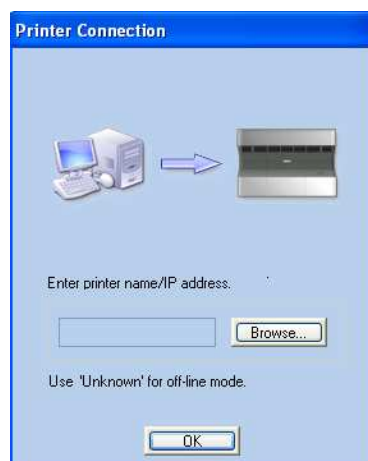 Printer Connection
Enter printer name/IP address.
Browse...
Use 'Unknown' for off-line mode.
OK